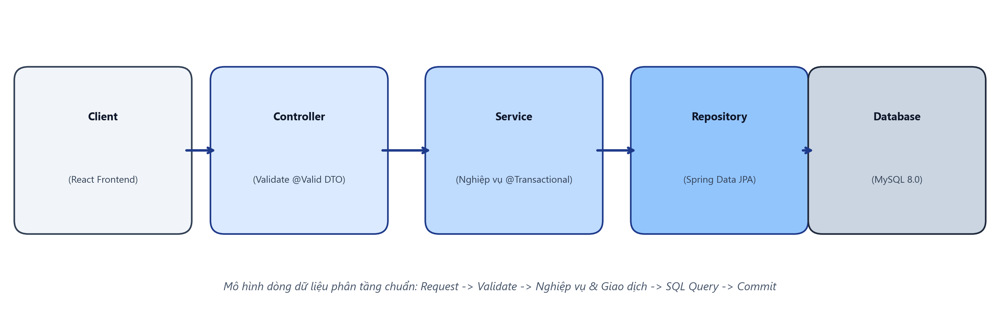 Client
(React Frontend)
Controller
(Validate @Valid DTO)
Service
(Nghiệp vụ @Transactional)
Repository
(Spring Data JPA)
Database
(MySQL 8.0)
Mô hình dòng dữ liệu phân tầng chuẩn: Request -> Validate -> Nghiệp vụ & Giao dịch -> SQL Query -> Commit